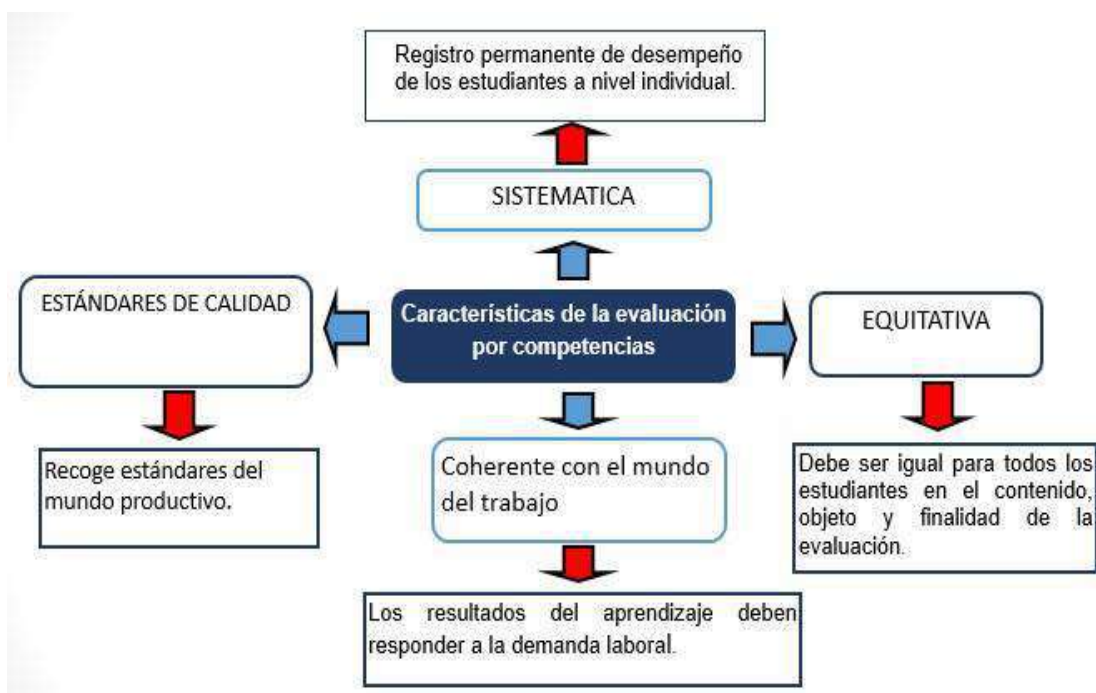 Registro permanente de desempeño
de los estudiantes a nivel individual.
SISTEMATICA
ESTÁNDARES DE CALIDAD
Características de la evaluación
por competencias
EQUITATIVA
Recoge estándares del
mundo productivo.
Coherente con el mundo
del trabajo
Debe ser igual para todos los
estudiantes en el contenido,
objeto y finalidad de la
evaluación.
Los resultados del aprendizaje deben
responder a la demanda laboral.